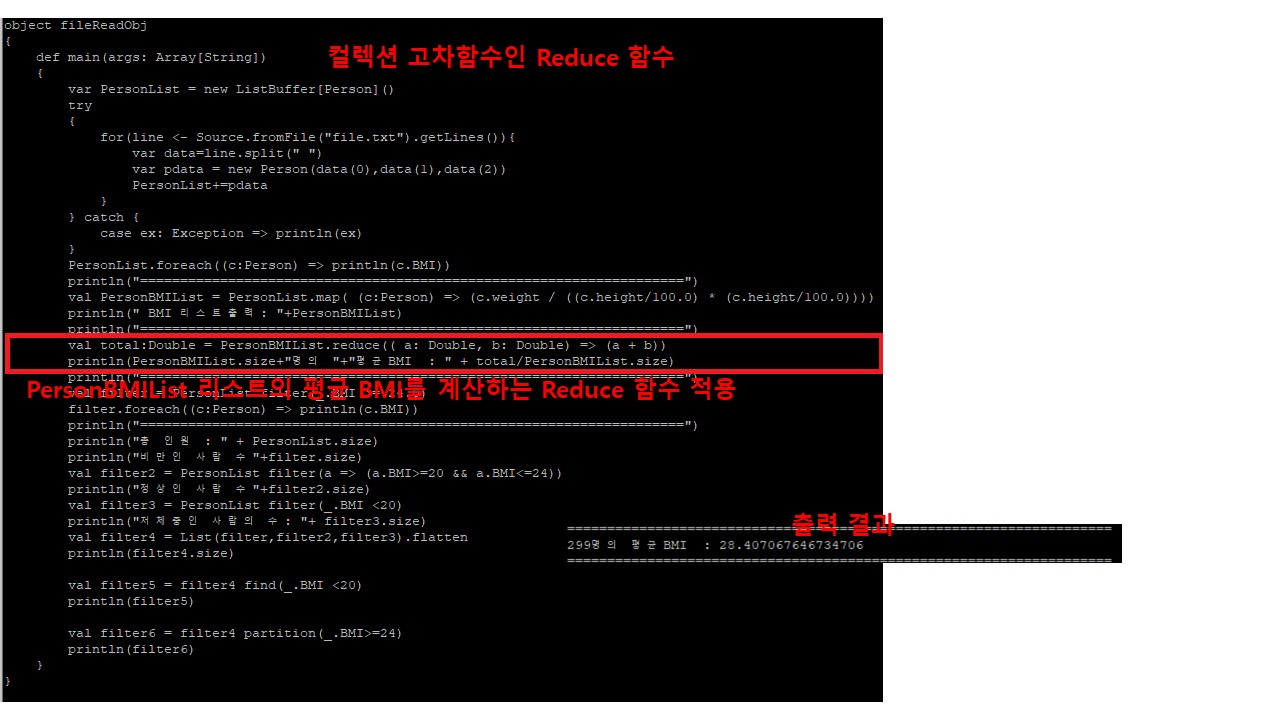 object fileReadObj
{
컬렉션 고차함수인 Reduce 함수
def main(args: Array[String])
{
var PersonList = new ListBuffer[Person]()
try
{
for(line <- Source.fromFile("file.txt").getLines()){
var data=line.split(" ")
var pdata = new Person(data(0),data(1),data(2))
PersonList+=pdata
}
} catch {
case ex: Exception => println(ex)
}
PersonList.foreach((c:Person) => println(c.BMI))
println("====================================================================")
val PersonBMIList = PersonList.map( (c:Person) => (c.weight / ((c.height/100.0) * (c.height/100.0))))
println(" BMI 리스트출력: "+PersonBMIList)
println("====================================================================")
val total:Double = PersonBMIList.reduce(( a: Double, b: Double) => (a + b))
println(PersonBMIList.size+"명의 "+"평균BMI : " + total/PersonBMIList.size)
println("====================================================================")
PersonBMIList 리스트의 평균 BMI를 계산하는 Reduce 함수 적용
val filter = PersonList filter(_.BMI
filter.foreach((c:Person) => println(c.BMI))
println("====================================================================")
println("총 인원 : " + PersonList.size)
println("비만인 사람 수 "+filter.size)
val filter2 = PersonList filter(a => (a.BMI>=20 && a.BMI<=24))
println("정상인 사람 수 "+filter2.size)
val filter3 = PersonList filter(_.BMI <20)
println("저체중인 사람의 수: "+ filter3.size)
val filter4 = List(filter,filter2,filter3).flatten
println(filter4.size)
val filter5 = filter4 find(_.BMI <20)
println(filter5)
val filter6 = filter4 partition(_.BMI>=24)
println(filter6)
}
}
출력 결과
====================================================================
299명의 평균BMI : 28.407067646734706
====================================================================